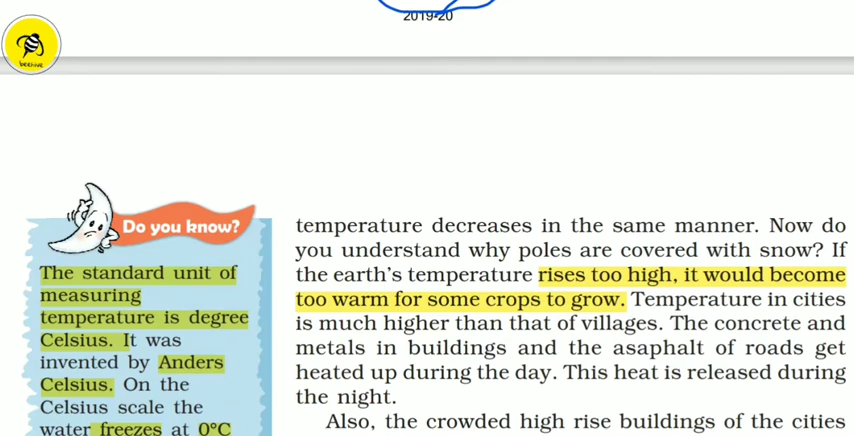 2019-20
beehive
Do you know?
The standard unit of
measuring
temperature is degree
Celsius. It was
invented by Anders
Celsius. On the
Celsius scale the
water freezes at 0°C
temperature decreases in the same manner. Now do
you understand why poles are covered with snow? If
the earth's temperature rises too high, it would become
too warm for some crops to grow. Temperature in cities
is much higher than that of villages. The concrete and
metals in buildings and the asaphalt of roads get
heated up during the day. This heat is released during
the night.
Also, the crowded high rise buildings of the cities